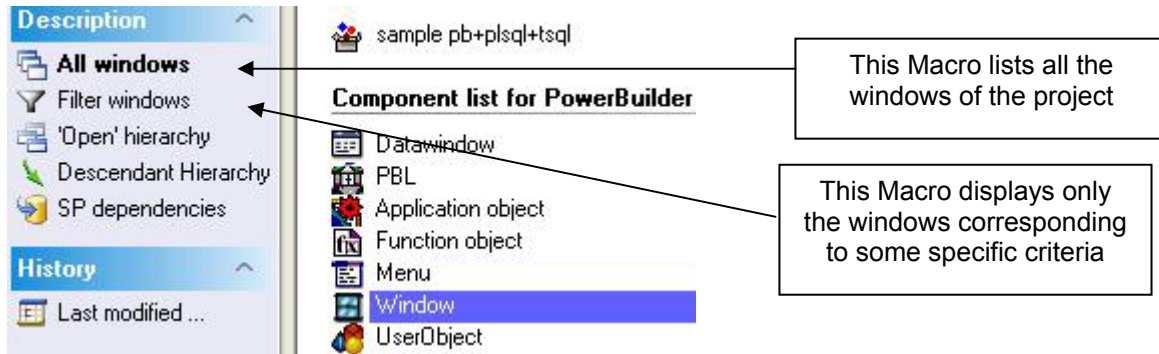 Description
All windows
Filter windows
'Open' hierarchy
Descendant Hierarchy
SP dependencies
History
Last modified ...
sample pb+plsql+tsql
Component list for PowerBuilder
Datawindow
PBL
Application object
Function object
Menu
Window
UserObject
This Macro lists all the
windows of the project
This Macro displays only
the windows corresponding
to some specific criteria